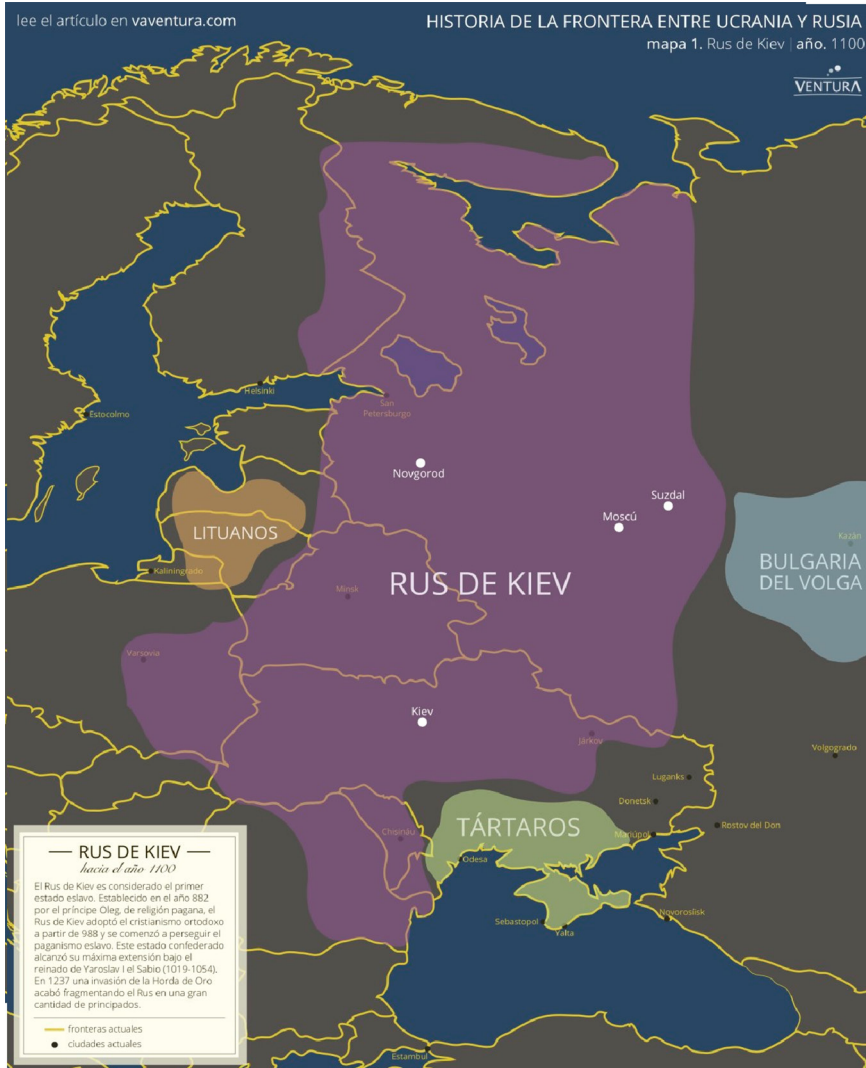 lee el artículo en vaventura.com
HISTORIA DE LA FRONTERA ENTRE UCRANIA Y RUSIA
mapa 1. Rus de Kiev | año. 1100
VENTURA
Helsinki
Estocolmo
San
Petersburgo
Novgorod
Suzdal
Moscú
LITUANOS
Kazán
BULGARIA
DEL VOLGA
Kaliningrado
RUS DE KIEV
Minsk
Varsovia
Kiev
Járkov
Volgogrado
Luganks
Donetsk
TÁRTAROS
Mariúpol
Rostov del Don
Chisinau
Odesa
Sebastopol
Yalta
Novorosíisk
Estambul
RUS DE KIEV
hacia el año 1100
El Rus de Kiev es considerado el primer
estado eslavo. Establecido en el año 882
por el príncipe Oleg, de religión pagana, el
Rus de Kiev adoptó el cristianismo ortodoxo
a partir de 988 y se comenzó a perseguir el
paganismo eslavo. Este estado confederado
alcanzó su máxima extensión bajo el
reinado de Yaroslav I el Sabio (1019-1054).
En 1237 una invasión de la Horda de Oro
acabó fragmentando el Rus en una gran
cantidad de principados.
fronteras actuales
ciudades actuales